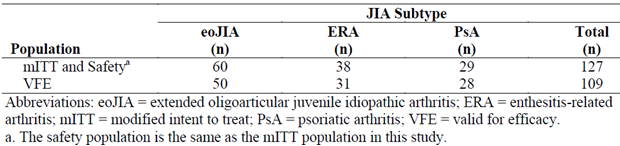 JIA Subtype
eoJIA ERA PsA Total
Population (n) (n) (n) (n)
mITT and Safetyᵃ 60 38 29 127
VFE 50 31 28 109
Abbreviations: eoJIA = extended oligoarticular juvenile idiopathic arthritis; ERA = enthesitis-related
arthritis; mITT = modified intent to treat; PsA = psoriatic arthritis; VFE = valid for efficacy.
a. The safety population is the same as the mITT population in this study.